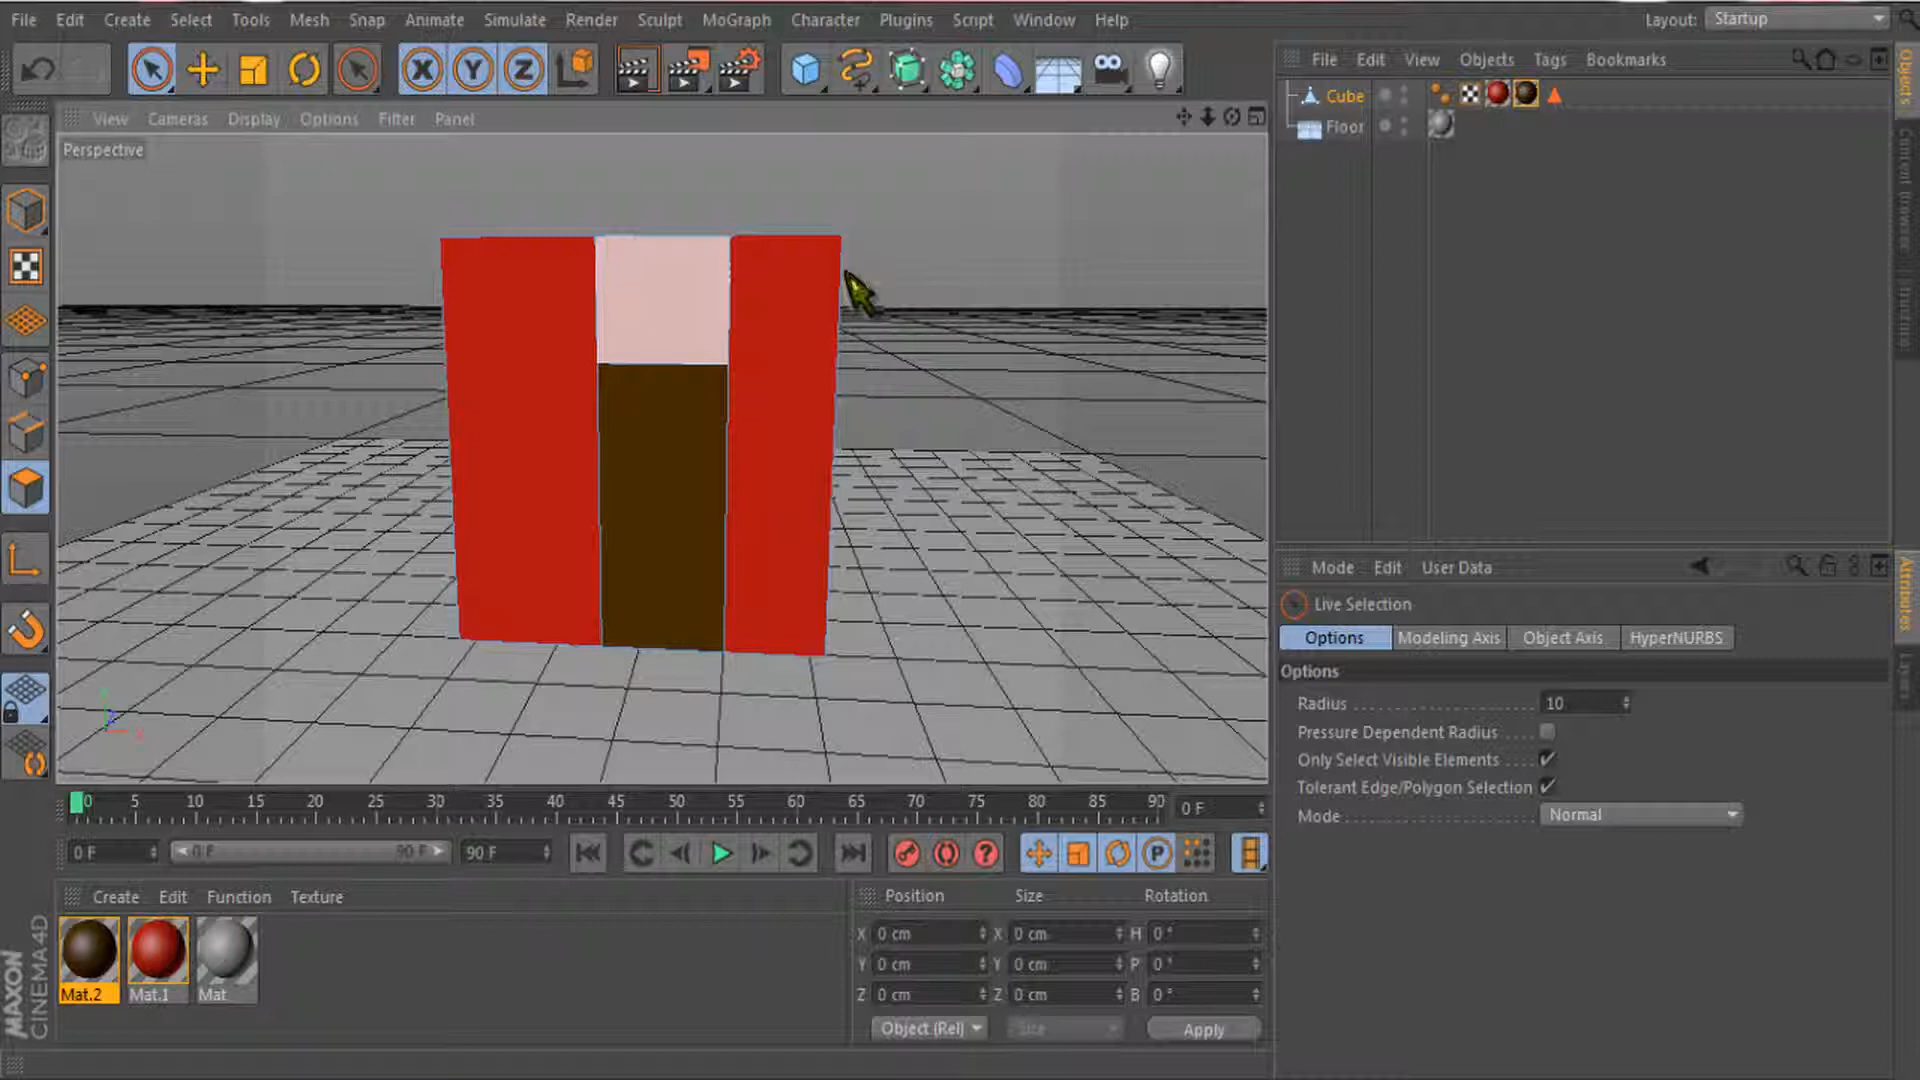 File Edit Create Select Tools Mesh Snap Animate Simulate Render Sculpt MoGraph Character Plugins Script Window Help
Layout: Startup
File Edit View Objects Tags Bookmarks
Cube
Floor
View Cameras Display Options Filter Panel
Perspective
Objects
Content Browser
Structure
Mode Edit User Data
Live Selection
Options Modeling Axis Object Axis HyperNURBS
Options
Radius 10
Pressure Dependent Radius
Only Select Visible Elements
Tolerant Edge/Polygon Selection
Mode Normal
Attributes
Layers
X Y Z
0 5 10 15 20 25 30 35 40 45 50 55 60 65 70 75 80 85 90 0 F
0 F 0 F 90 F 90 F
Create Edit Function Texture
Mat.2 Mat.1 Mat
Position Size Rotation
X 0 cm X 0 cm H 0 °
Y 0 cm Y 0 cm P 0 °
Z 0 cm Z 0 cm B 0 °
Object (Rel) Size Apply
MAXON
CINEMA 4D